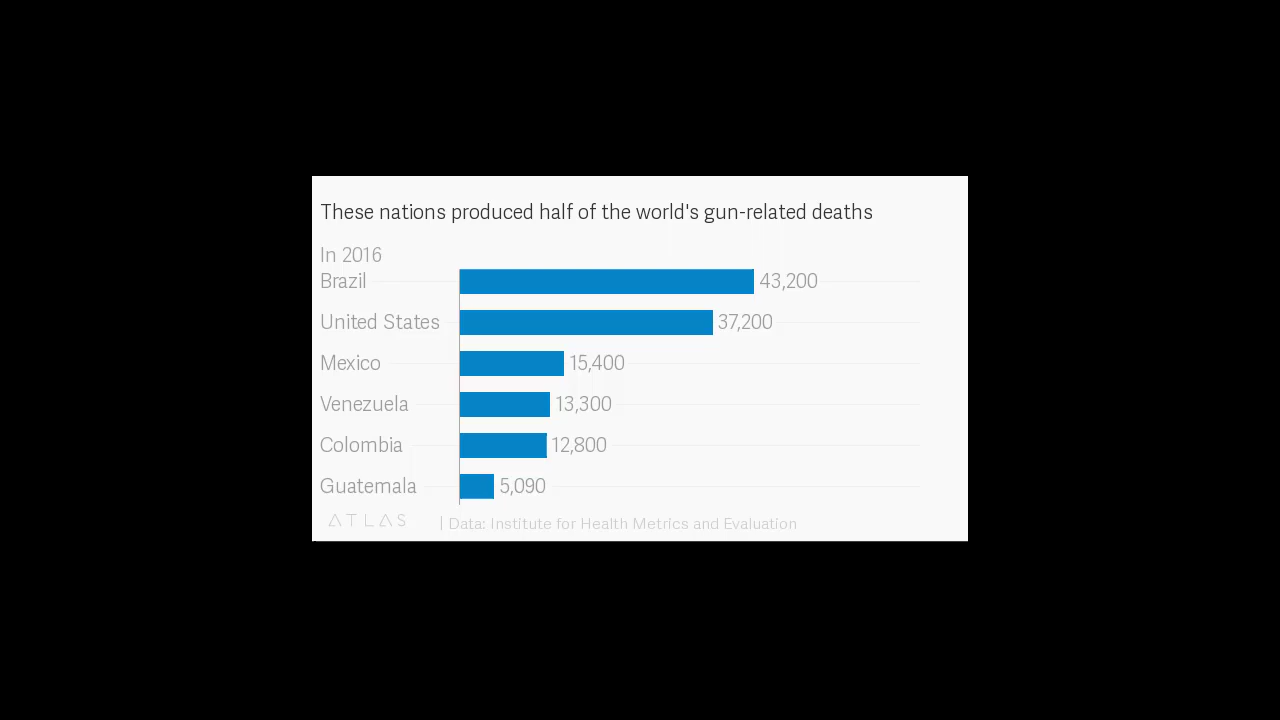 These nations produced half of the world's gun-related deaths
In 2016
Brazil 43,200
United States 37,200
Mexico 15,400
Venezuela 13,300
Colombia 12,800
Guatemala 5,090
ATLAS | Data: Institute for Health Metrics and Evaluation